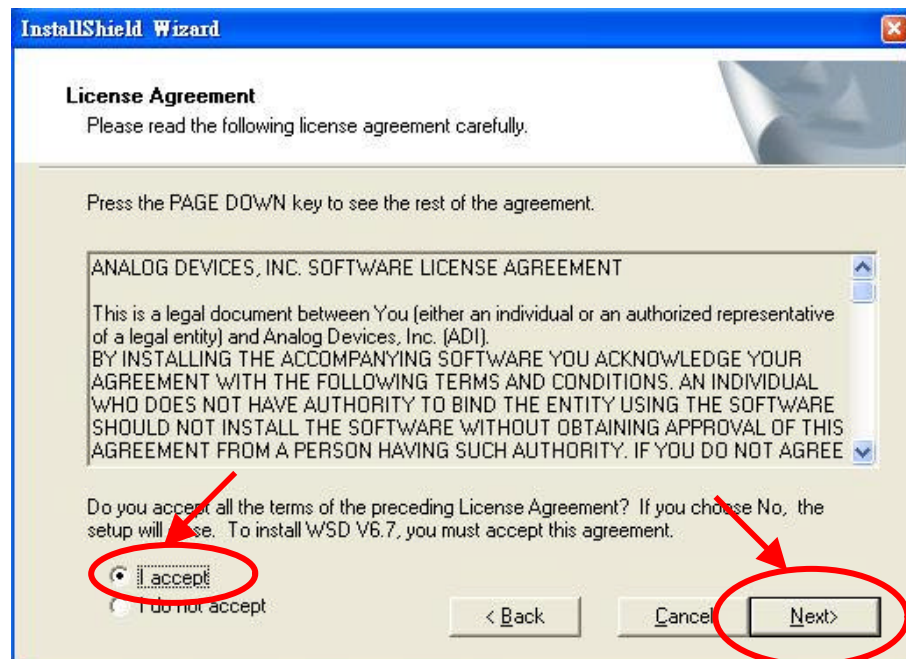 InstallShield Wizard
License Agreement
Please read the following license agreement carefully.
Press the PAGE DOWN key to see the rest of the agreement.
ANALOG DEVICES, INC. SOFTWARE LICENSE AGREEMENT
This is a legal document between You (either an individual or an authorized representative
of a legal entity) and Analog Devices, Inc. (ADI).
BY INSTALLING THE ACCOMPANYING SOFTWARE YOU ACKNOWLEDGE YOUR
AGREEMENT WITH THE FOLLOWING TERMS AND CONDITIONS. AN INDIVIDUAL
WHO DOES NOT HAVE AUTHORITY TO BIND THE ENTITY USING THE SOFTWARE
SHOULD NOT INSTALL THE SOFTWARE WITHOUT OBTAINING APPROVAL OF THIS
AGREEMENT FROM A PERSON HAVING SUCH AUTHORITY. IF YOU DO NOT AGREE
Do you accept all the terms of the preceding License Agreement? If you choose No, the
setup will close. To install WSD V6.7, you must accept this agreement.
I accept
I do not accept
< Back
Cancel
Next>